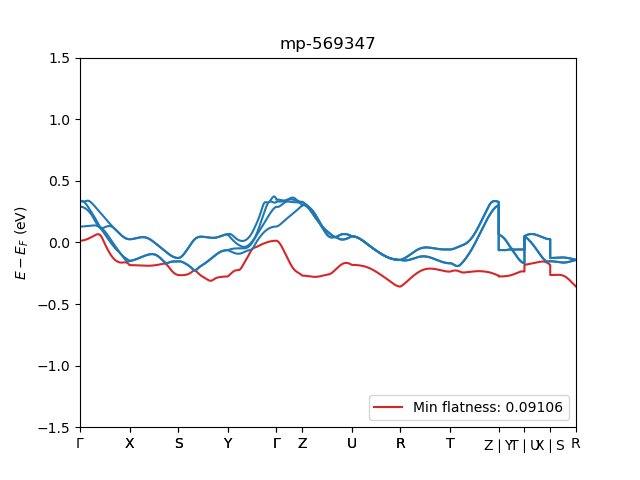 mp-569347
E − E_F (eV)
1.5
1.0
0.5
0.0
−0.5
−1.0
−1.5
Min flatness: 0.09106
Γ X S Y Γ Z U R T Z | Y T | U X | S R